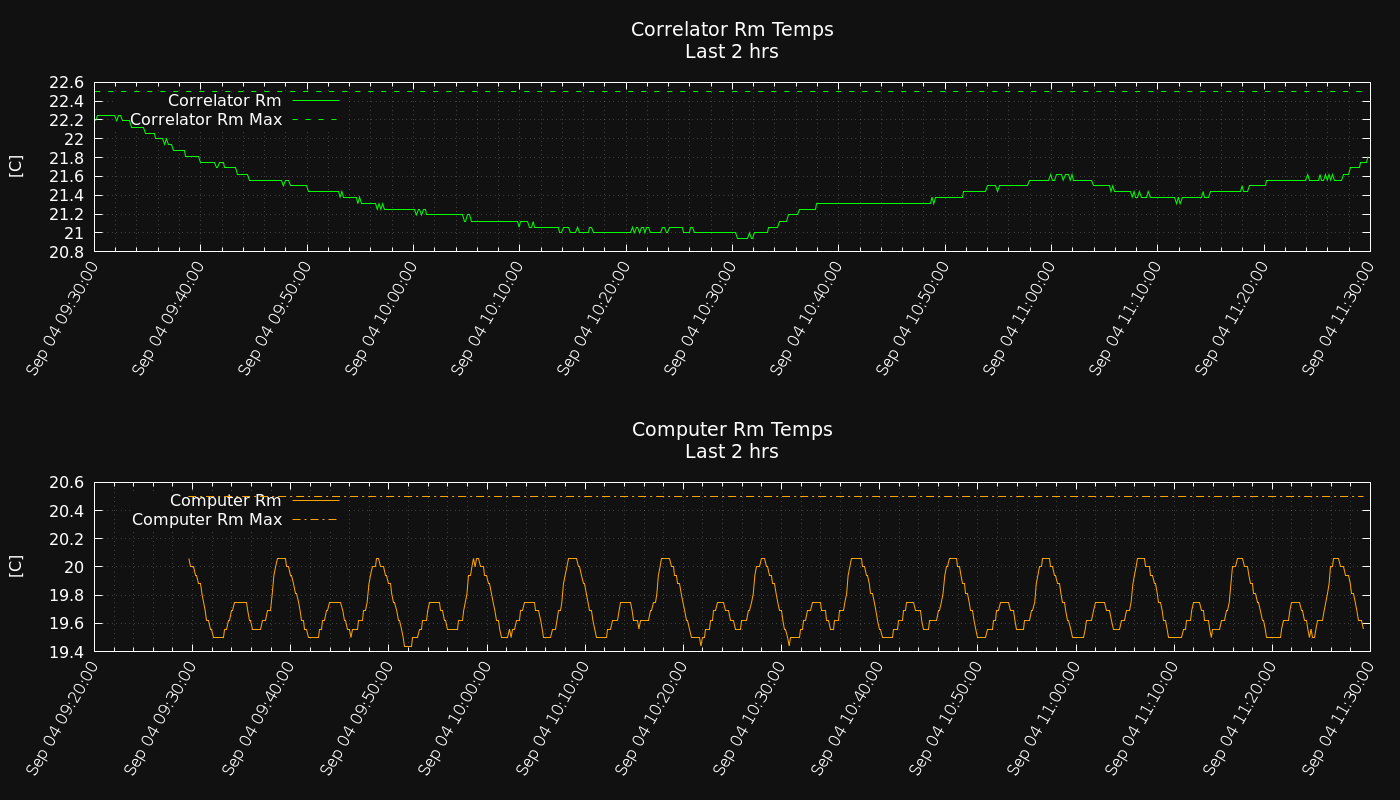 Correlator Rm Temps
Last 2 hrs
22.6
22.4
22.2
22
21.8
21.6
21.4
21.2
21
20.8
[C]
Correlator Rm
Correlator Rm Max
Sep 04 09:30:00
Sep 04 09:40:00
Sep 04 09:50:00
Sep 04 10:00:00
Sep 04 10:10:00
Sep 04 10:20:00
Sep 04 10:30:00
Sep 04 10:40:00
Sep 04 10:50:00
Sep 04 11:00:00
Sep 04 11:10:00
Sep 04 11:20:00
Sep 04 11:30:00
Computer Rm Temps
Last 2 hrs
20.6
20.4
20.2
20
19.8
19.6
19.4
[C]
Computer Rm
Computer Rm Max
Sep 04 09:20:00
Sep 04 09:30:00
Sep 04 09:40:00
Sep 04 09:50:00
Sep 04 10:00:00
Sep 04 10:10:00
Sep 04 10:20:00
Sep 04 10:30:00
Sep 04 10:40:00
Sep 04 10:50:00
Sep 04 11:00:00
Sep 04 11:10:00
Sep 04 11:20:00
Sep 04 11:30:00